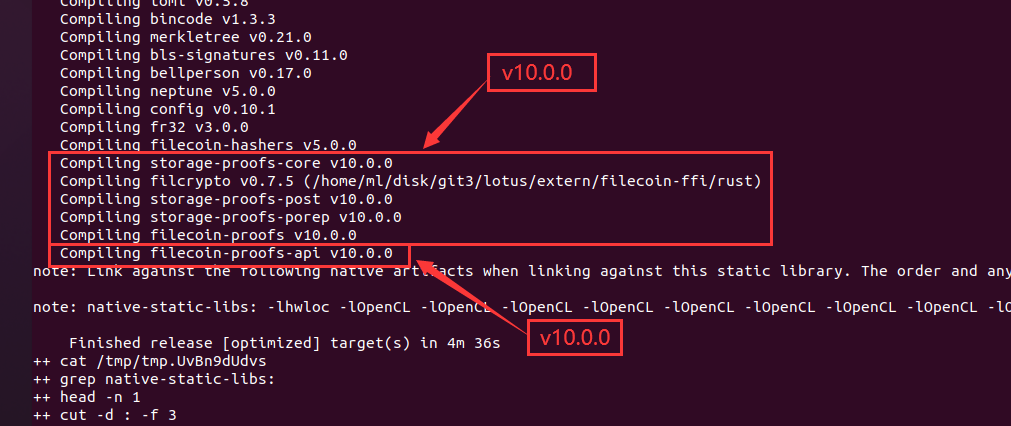 Compiling bincode v1.3.3
Compiling merkletree v0.21.0
Compiling bls-signatures v0.11.0
Compiling bellperson v0.17.0
v10.0.0
Compiling neptune v5.0.0
Compiling config v0.10.1
Compiling fr32 v3.0.0
Compiling filecoin-hashers v5.0.0
Compiling storage-proofs-core v10.0.0
Compiling filcrypto v0.7.5 (/home/ml/disk/git3/lotus/extern/filecoin-ffi/rust)
Compiling storage-proofs-post v10.0.0
Compiling storage-proofs-porep v10.0.0
Compiling filecoin-proofs v10.0.0
Compiling filecoin-proofs-api v10.0.0
note: Link against the following native artifacts when linking against this static library. The order and any
note: native-static-libs: -lhwloc -lOpenCL -lOpenCL -lOpenCL -lOpenCL -lOpenCL -lOpenCL -lOpenCL -lOpenCL -lO
v10.0.0
Finished release [optimized] target(s) in 4m 36s
++ cat /tmp/tmp.UvBn9dUdvs
++ grep native-static-libs:
++ head -n 1
++ cut -d : -f 3